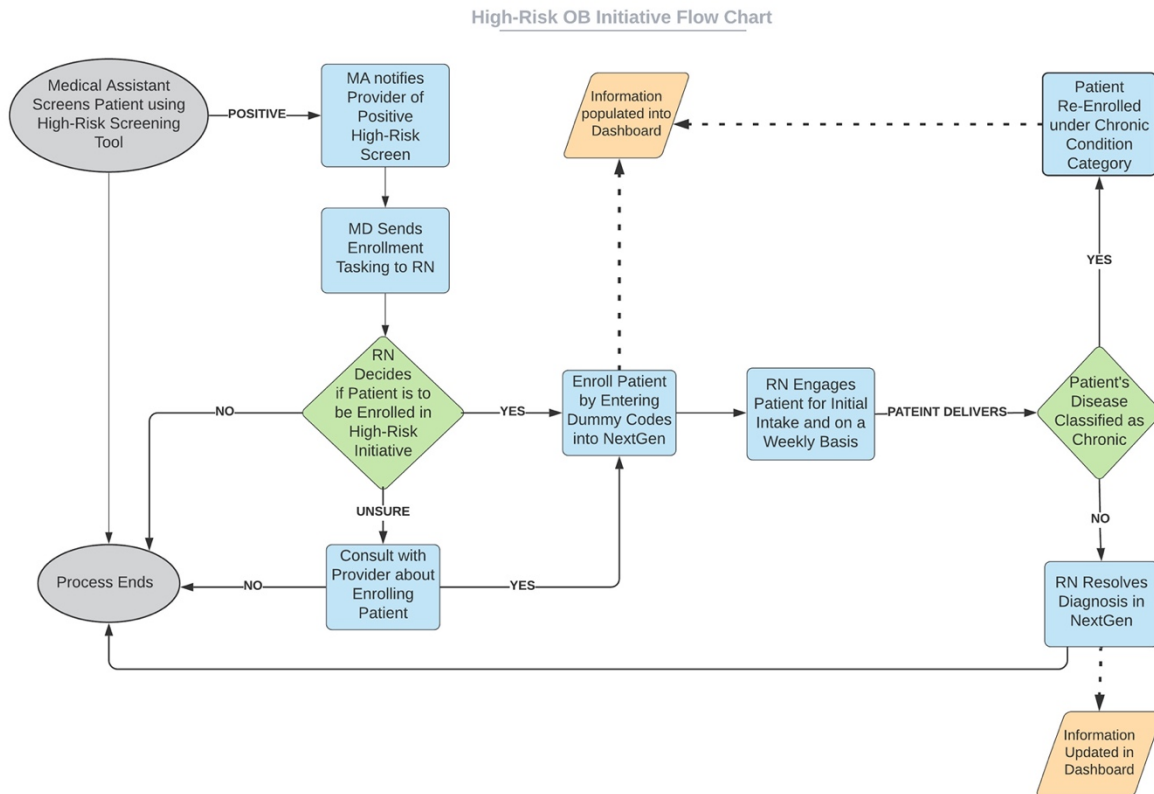 High-Risk OB Initiative Flow Chart
Medical Assistant
Screens Patient using
High-Risk Screening
Tool
POSITIVE
MA notifies
Provider of
Positive
High-Risk
Screen
Information
populated into
Dashboard
Patient
Re-Enrolled
under Chronic
Condition
Category
MD Sends
Enrollment
Tasking to RN
YES
RN
Decides
if Patient is to
be Enrolled in
High-Risk
Initiative
NO
YES
Enroll Patient
by Entering
Dummy Codes
into NextGen
RN Engages
Patient for Initial
Intake and on a
Weekly Basis
PATEINT DELIVERS
Patient's
Disease
Classified as
Chronic
UNSURE
NO
Process Ends
NO
Consult with
Provider about
Enrolling
Patient
YES
RN Resolves
Diagnosis in
NextGen
Information
Updated in
Dashboard